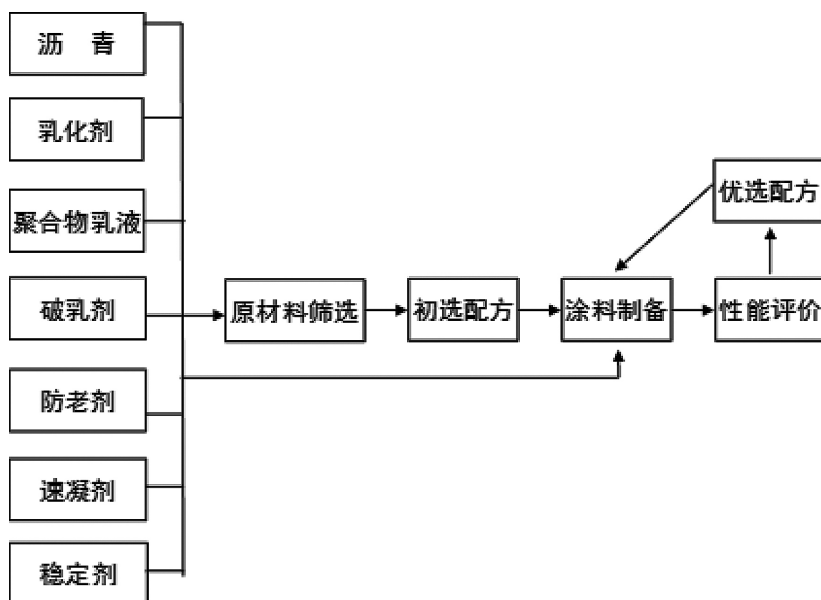 沥 青
乳化剂
聚合物乳液
破乳剂
防老剂
速凝剂
稳定剂
原材料筛选
初选配方
涂料制备
性能评价
优选配方